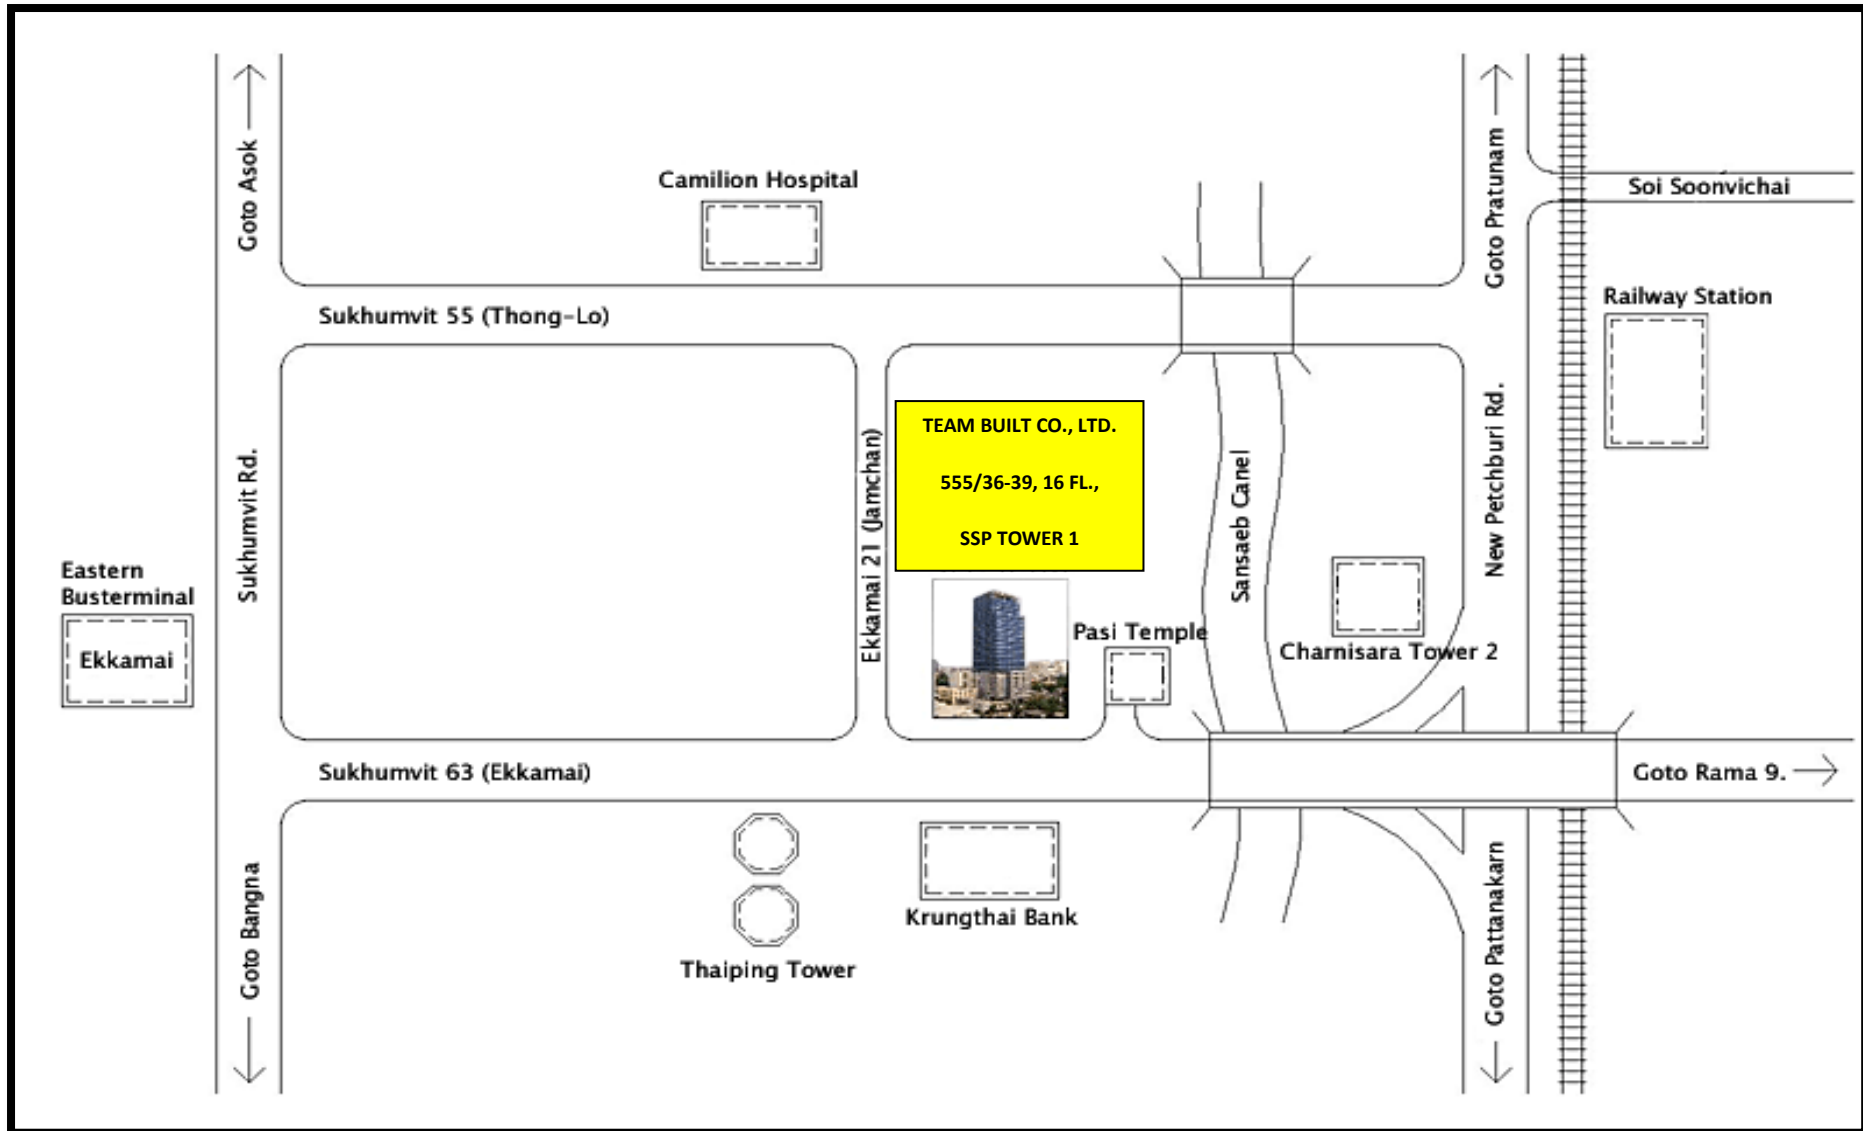 Goto Asok
Camilion Hospital
Goto Pratunam
Soi Soonvichai
Railway Station
Sukhumvit 55 (Thong-Lo)
TEAM BUILT CO., LTD.
555/36-39, 16 FL.,
SSP TOWER 1
Sukhumvit Rd.
Ekkamai 21 (Jamchan)
Sansaeb Canel
New Petchburi Rd.
Eastern
Busterminal
Ekkamai
Pasi Temple
Charnisara Tower 2
Sukhumvit 63 (Ekkamai)
Goto Rama 9.
Goto Bangna
Krungthai Bank
Thaiping Tower
Goto Pattanakarn